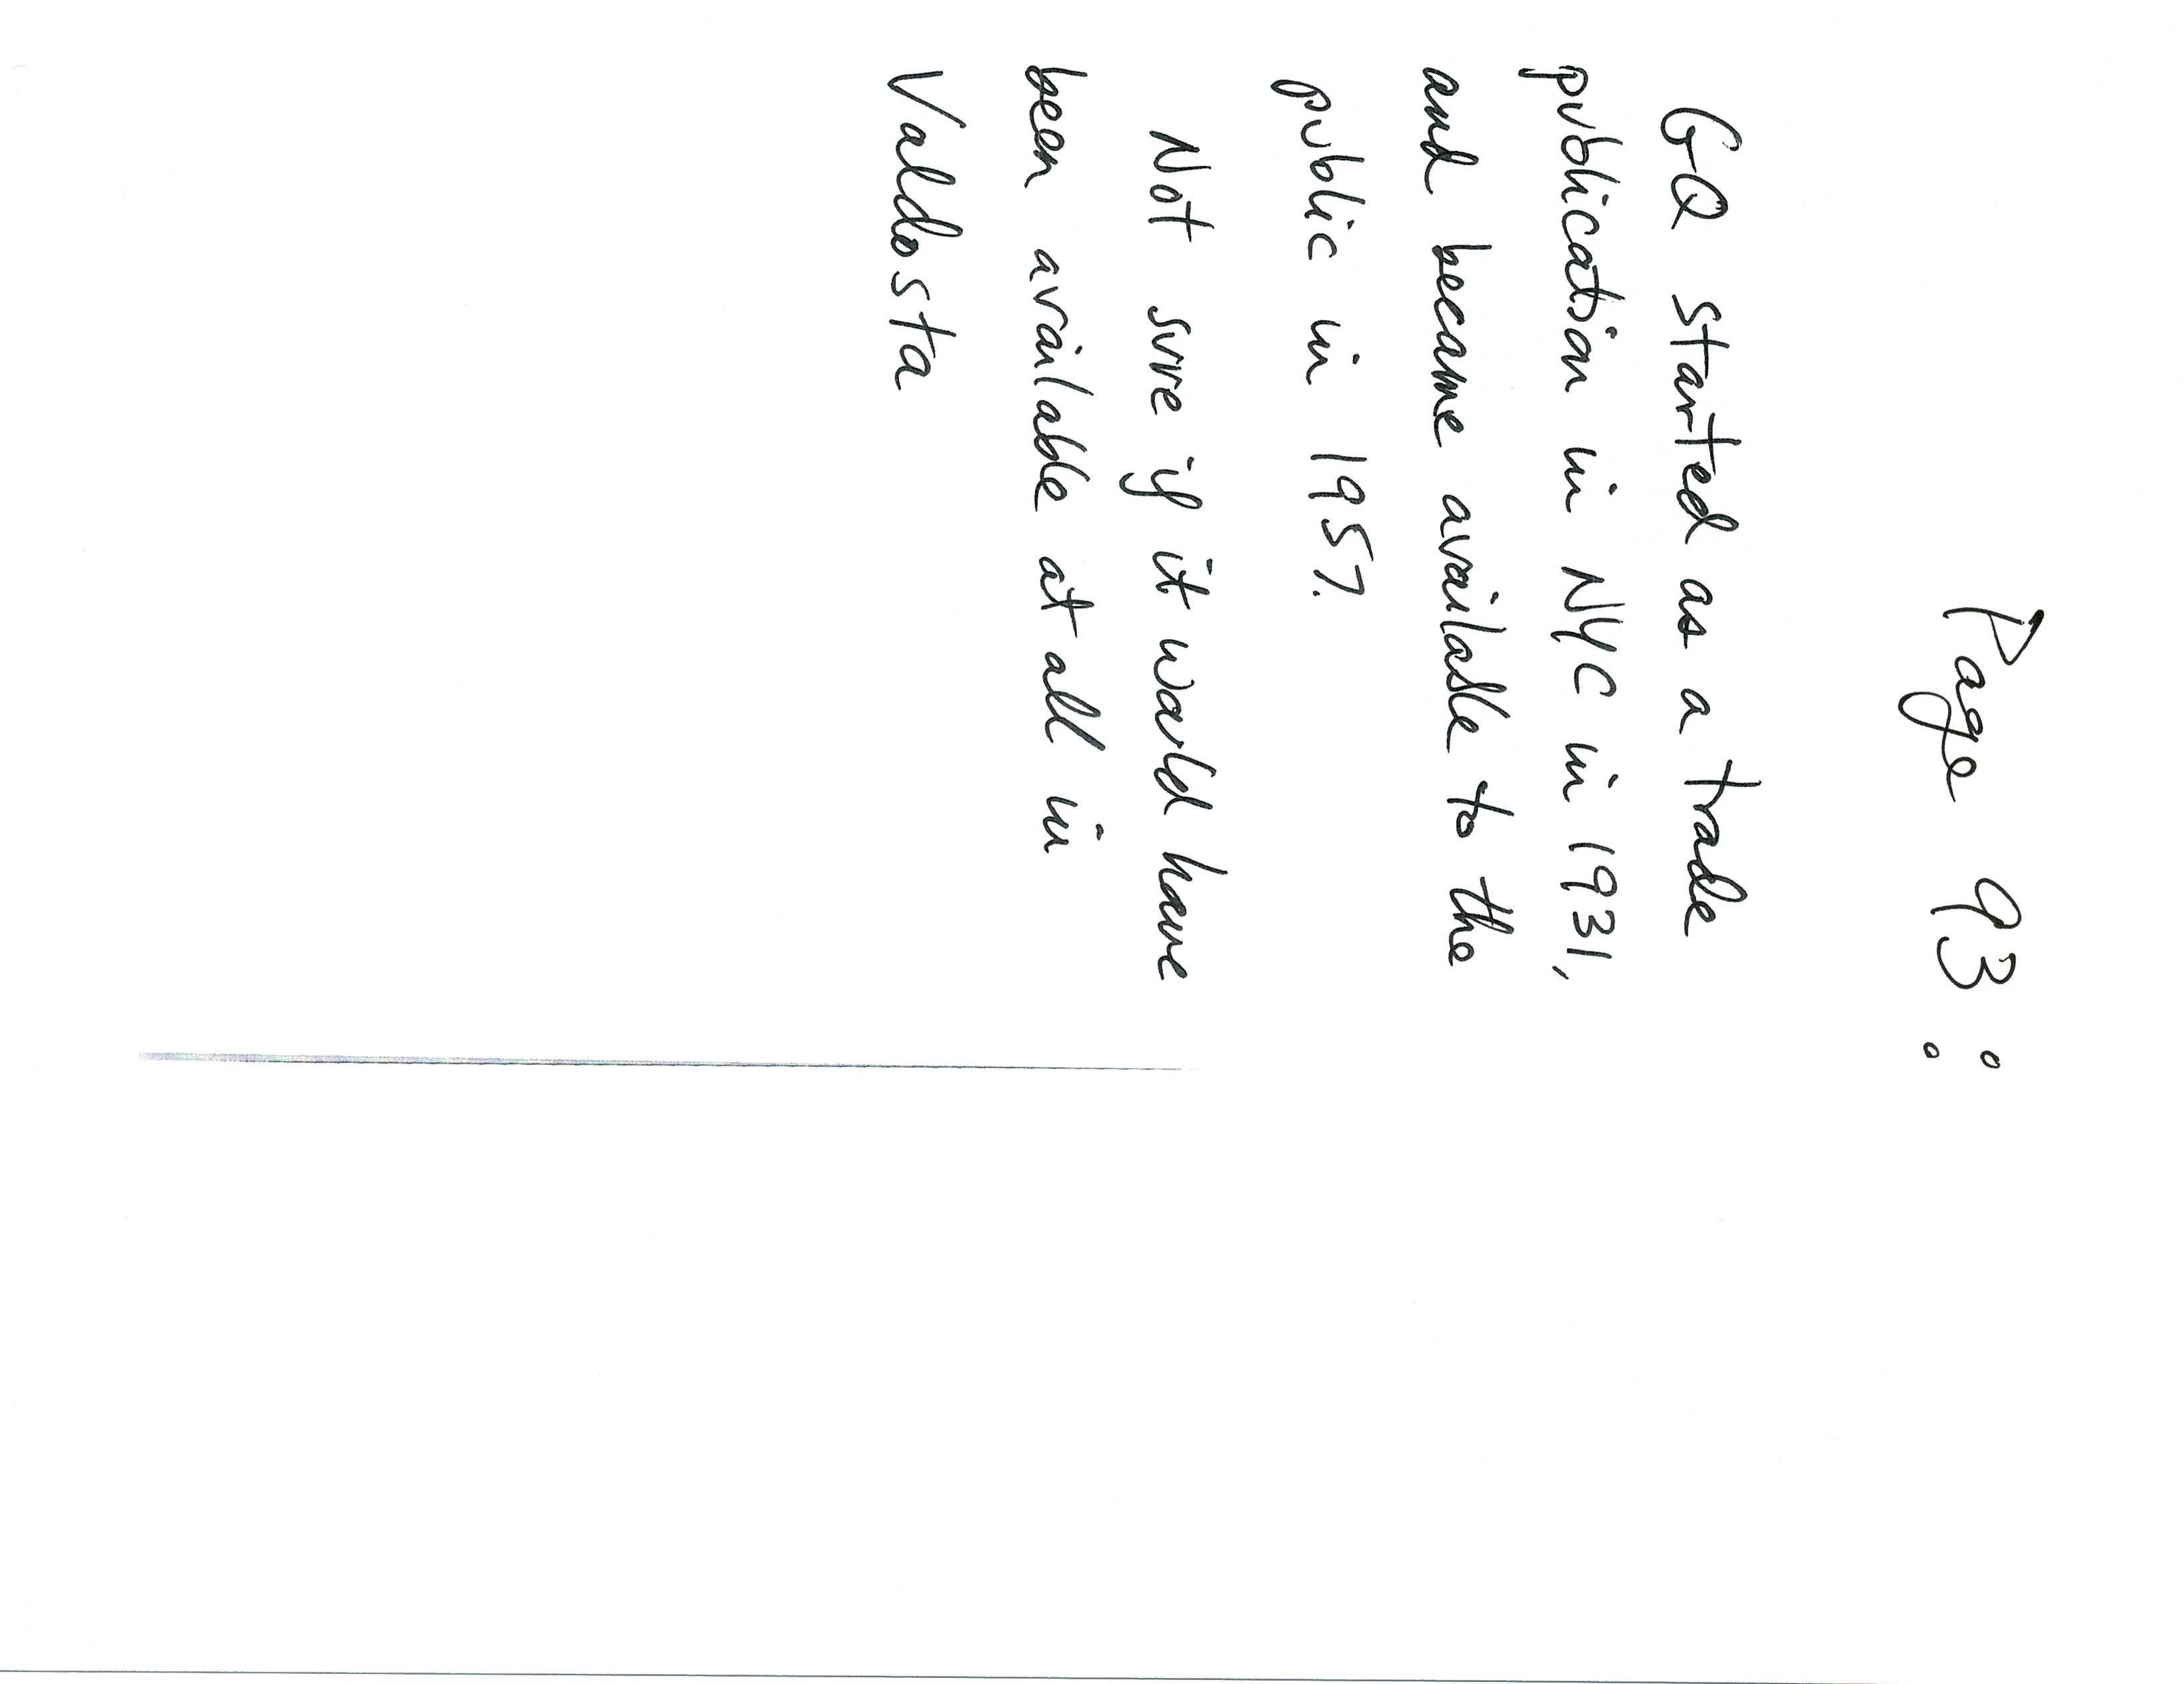 Page 93:
GQ started as a trade
publication in NYC in 1931,
and became available to the
public in 1957.
Not sure if it would have
been available at all in
Valdosta